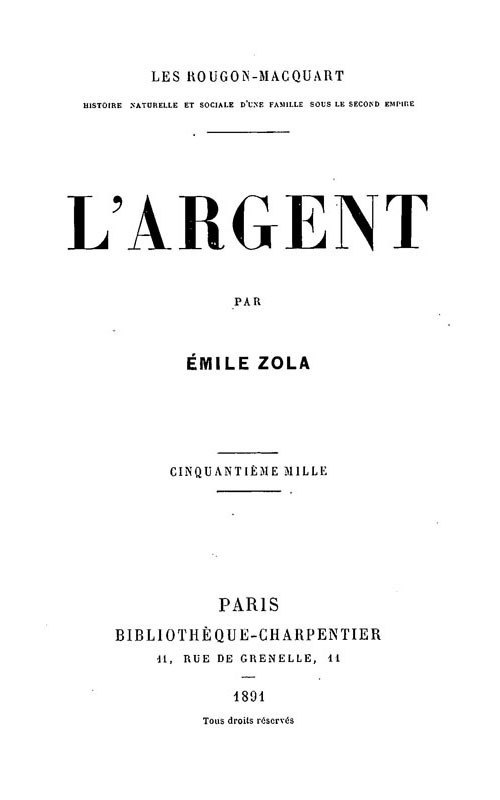 LES ROUGON-MACQUART
HISTOIRE NATURELLE ET SOCIALE D'UNE FAMILLE SOUS LE SECOND EMPIRE
L'ARGENT
PAR
ÉMILE ZOLA
CINQUANTIÈME MILLE
PARIS
BIBLIOTHÈQUE-CHARPENTIER
11, RUE DE GRENELLE, 11
1891
Tous droits réservés